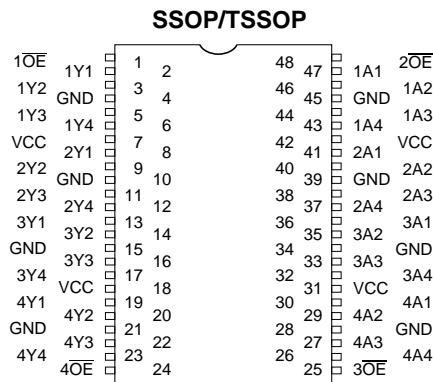 SSOP/TSSOP
1O̅E̅ 1 48 2O̅E̅
1Y1 2 47 1A1
1Y2 3 46 1A2
GND 4 45 GND
1Y3 5 44 1A3
1Y4 6 43 1A4
VCC 7 42 VCC
2Y1 8 41 2A1
2Y2 9 40 2A2
GND 10 39 GND
2Y3 11 38 2A3
2Y4 12 37 2A4
3Y1 13 36 3A1
3Y2 14 35 3A2
GND 15 34 GND
3Y3 16 33 3A3
3Y4 17 32 3A4
VCC 18 31 VCC
4Y1 19 30 4A1
4Y2 20 29 4A2
GND 21 28 GND
4Y3 22 27 4A3
4Y4 23 26 4A4
4O̅E̅ 24 25 3O̅E̅